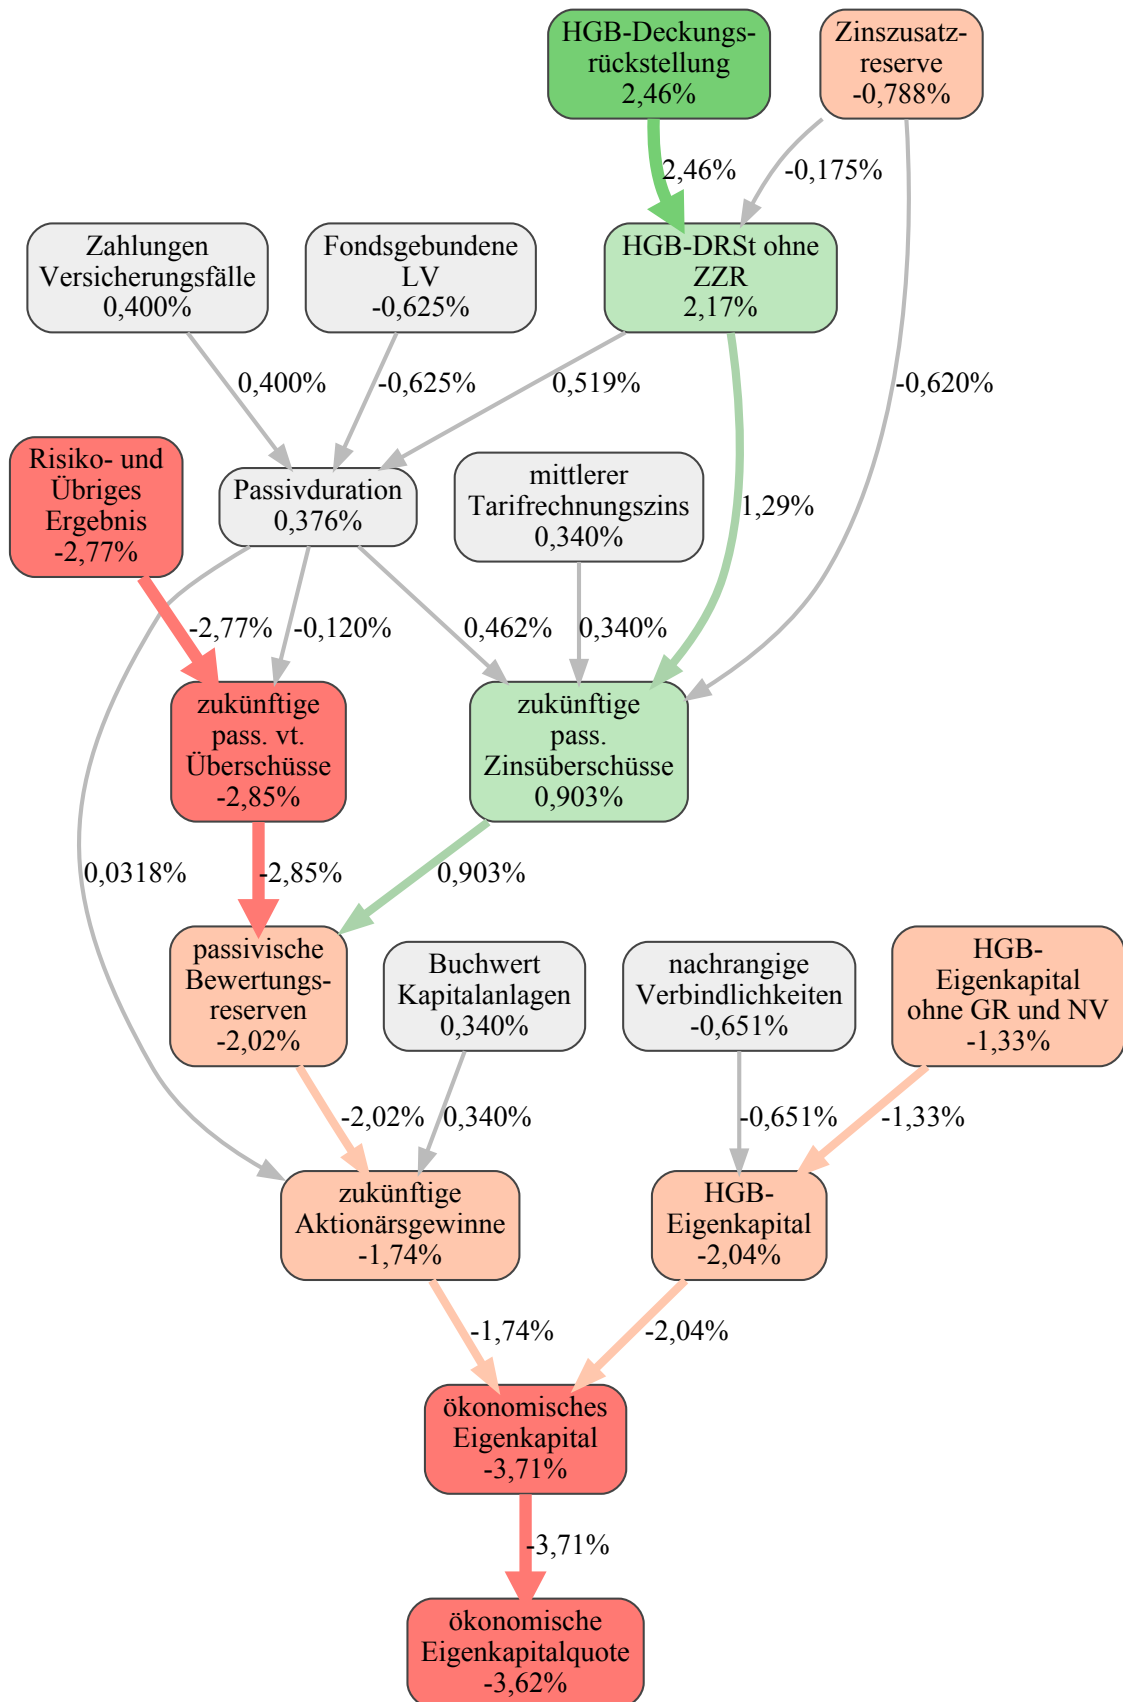 HGB-Deckungs-
rückstellung
2,46%
Zinszusatz-
reserve
-0,788%
2,46%
-0,175%
Zahlungen
Versicherungsfälle
0,400%
Fondsgebundene
LV
-0,625%
HGB-DRSt ohne
ZZR
2,17%
0,400%
-0,625%
0,519%
-0,620%
Risiko- und
Übriges
Ergebnis
-2,77%
Passivduration
0,376%
mittlerer
Tarifrechnungszins
0,340%
1,29%
-2,77%
-0,120%
0,462%
0,340%
zukünftige
pass. vt.
Überschüsse
-2,85%
zukünftige
pass.
Zinsüberschüsse
0,903%
0,0318%
-2,85%
0,903%
passivische
Bewertungs-
reserven
-2,02%
Buchwert
Kapitalanlagen
0,340%
nachrangige
Verbindlichkeiten
-0,651%
HGB-
Eigenkapital
ohne GR und NV
-1,33%
-2,02%
0,340%
-0,651%
-1,33%
zukünftige
Aktionärsgewinne
-1,74%
HGB-
Eigenkapital
-2,04%
-1,74%
-2,04%
ökonomisches
Eigenkapital
-3,71%
-3,71%
ökonomische
Eigenkapitalquote
-3,62%